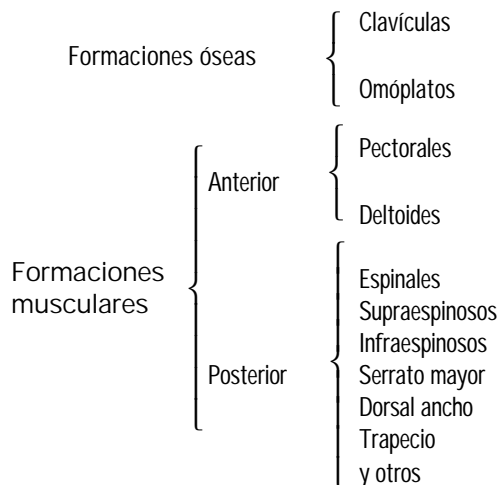 Formaciones óseas
Clavículas
Omóplatos
Formaciones
musculares
Anterior
Pectorales
Deltoides
Posterior
Espinales
Supraespinosos
Infraespinosos
Serrato mayor
Dorsal ancho
Trapecio
y otros